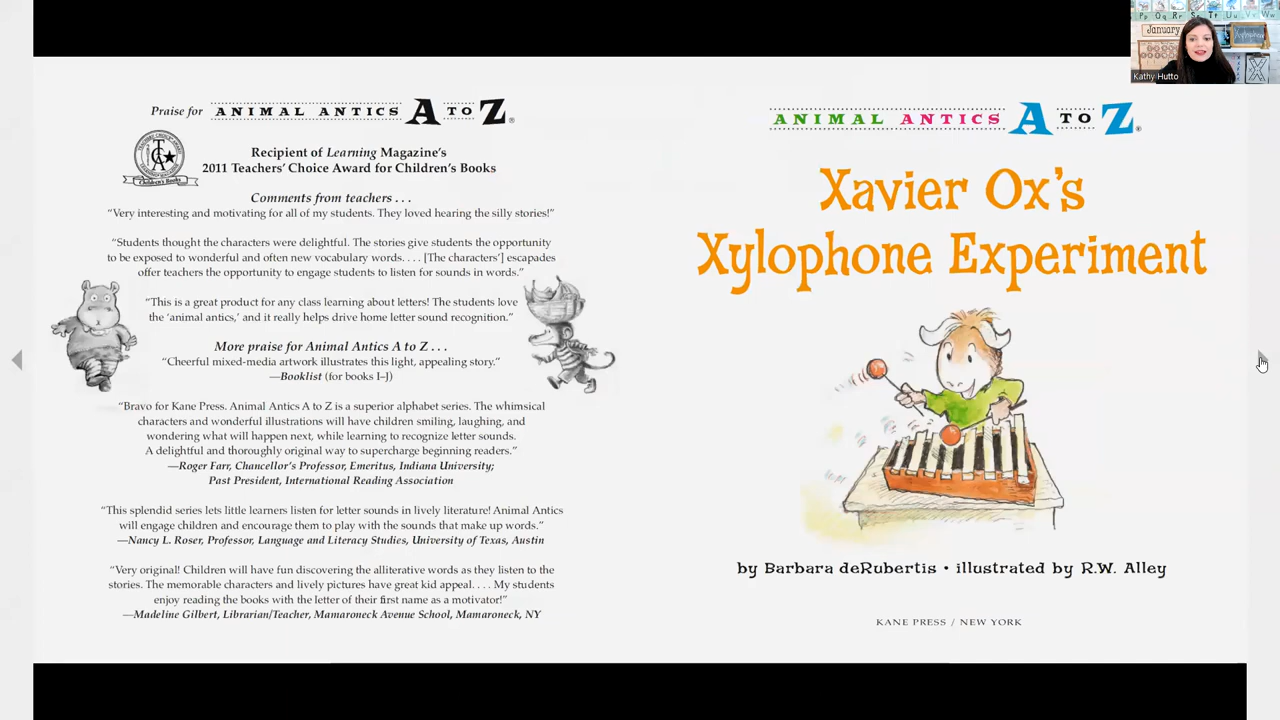 Praise for ANIMAL ANTICS A TO Z®
Recipient of Learning Magazine's
2011 Teachers' Choice Award for Children's Books
Comments from teachers . . .
“Very interesting and motivating for all of my students. They loved hearing the silly stories!”
“Students thought the characters were delightful. The stories give students the opportunity
to be exposed to wonderful and often new vocabulary words. . . . [The characters’] escapades
offer teachers the opportunity to engage students to listen for sounds in words.”
“This is a great product for any class learning about letters! The students love
the ‘animal antics,’ and it really helps drive home letter sound recognition.”
More praise for Animal Antics A to Z . . .
“Cheerful mixed-media artwork illustrates this light, appealing story.”
—Booklist (for books I–J)
“Bravo for Kane Press. Animal Antics A to Z is a superior alphabet series. The whimsical
characters and wonderful illustrations will have children smiling, laughing, and
wondering what will happen next, while learning to recognize letter sounds.
A delightful and thoroughly original way to supercharge beginning readers.”
—Roger Farr, Chancellor’s Professor, Emeritus, Indiana University;
Past President, International Reading Association
“This splendid series lets little learners listen for letter sounds in lively literature! Animal Antics
will engage children and encourage them to play with the sounds that make up words.”
—Nancy L. Roser, Professor, Language and Literacy Studies, University of Texas, Austin
“Very original! Children will have fun discovering the alliterative words as they listen to the
stories. The memorable characters and lively pictures have great kid appeal. . . . My students
enjoy reading the books with the letter of their first name as a motivator!”
—Madeline Gilbert, Librarian/Teacher, Mamaroneck Avenue School, Mamaroneck, NY
ANIMAL ANTICS A TO Z®
Xavier Ox’s
Xylophone Experiment
by Barbara deRubertis • illustrated by R.W. Alley
KANE PRESS / NEW YORK
Pp Qq Rr Ss Tt Uu Vv Ww
January
Xylophone
X
Kathy Hutto